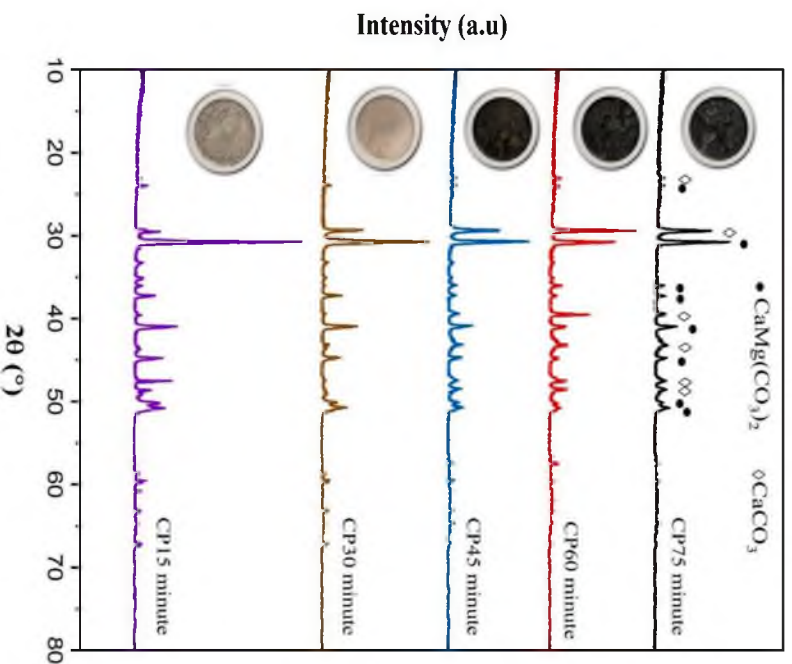 Intensity (a.u)
● CaMg(CO₃)₂ ◊CaCO₃
CP75 minute
CP60 minute
CP45 minute
CP30 minute
CP15 minute
10 20 30 40 50 60 70 80
2θ (°)